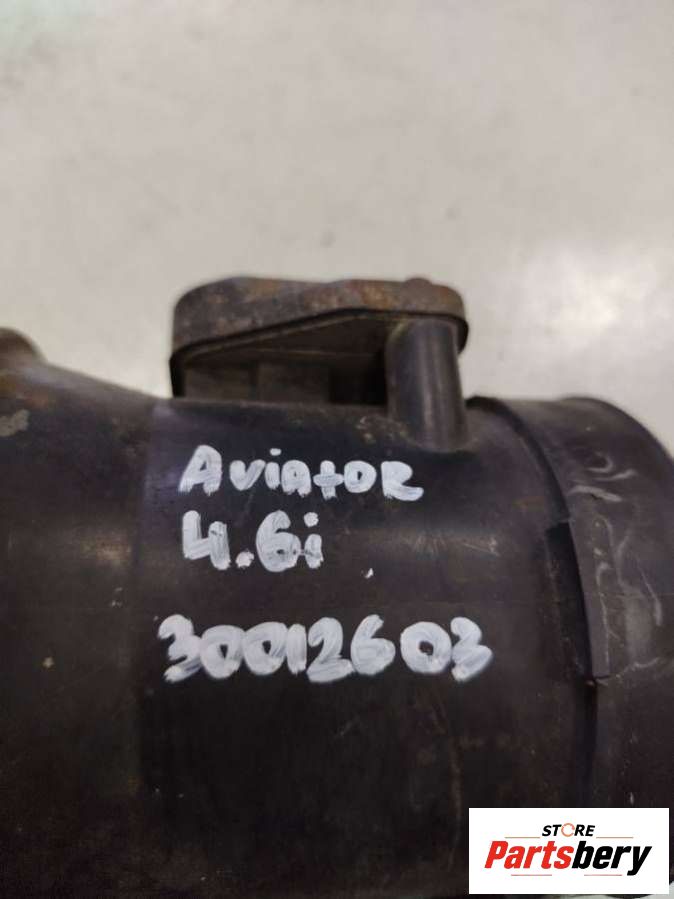 Aviator
4.6i
30012603
STORE
Partsbery